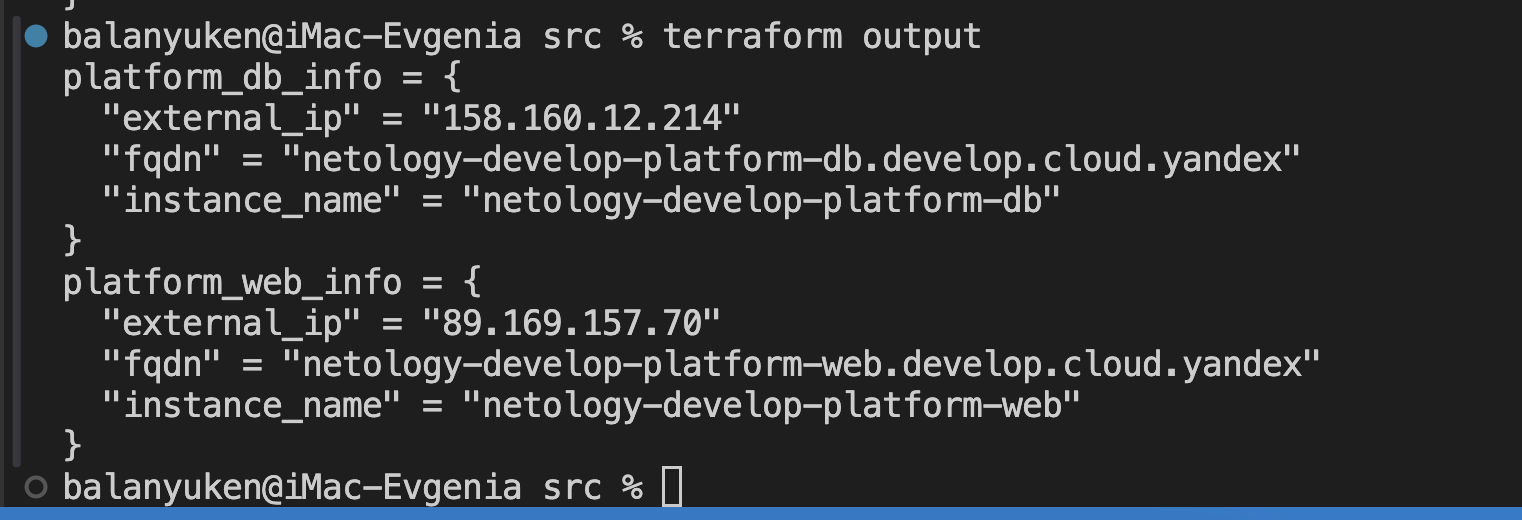 }
balanyuken@iMac-Evgenia src % terraform output
platform_db_info = {
  "external_ip" = "158.160.12.214"
  "fqdn" = "netology-develop-platform-db.develop.cloud.yandex"
  "instance_name" = "netology-develop-platform-db"
}
platform_web_info = {
  "external_ip" = "89.169.157.70"
  "fqdn" = "netology-develop-platform-web.develop.cloud.yandex"
  "instance_name" = "netology-develop-platform-web"
}
balanyuken@iMac-Evgenia src %